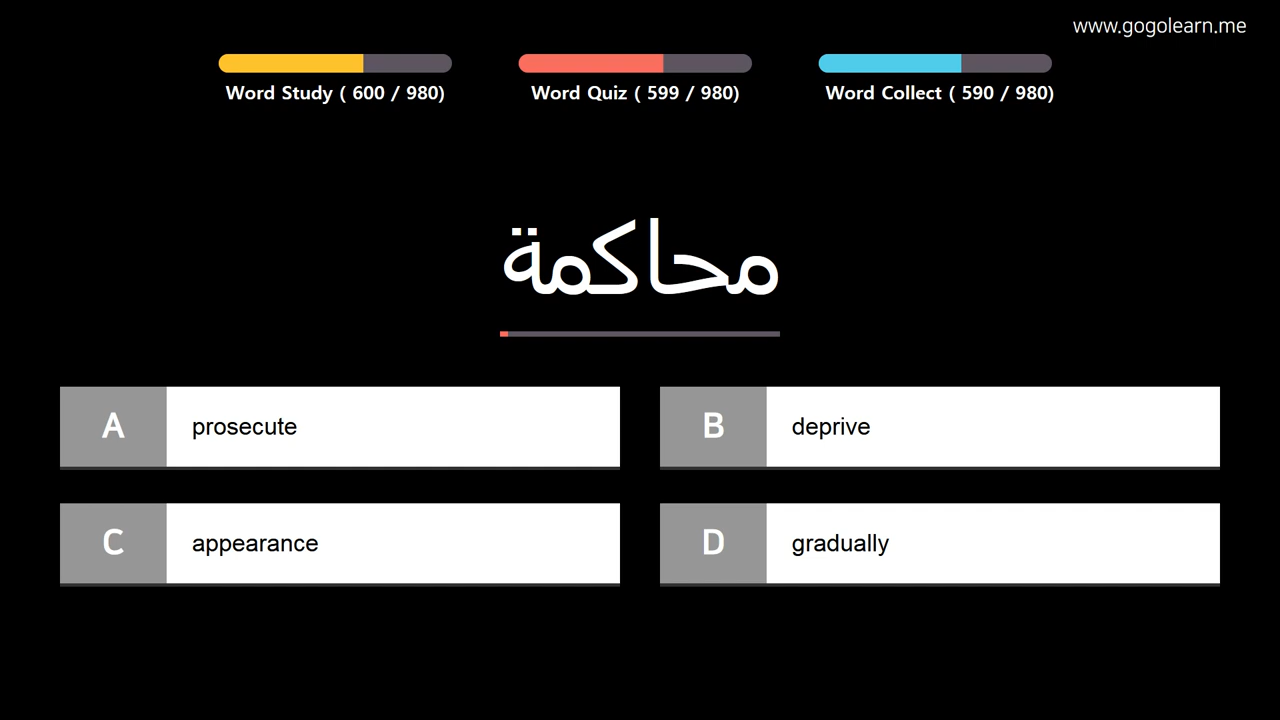 www.gogolearn.me
Word Study ( 600 / 980)
Word Quiz ( 599 / 980)
Word Collect ( 590 / 980)
محاكمة
A prosecute
B deprive
C appearance
D gradually